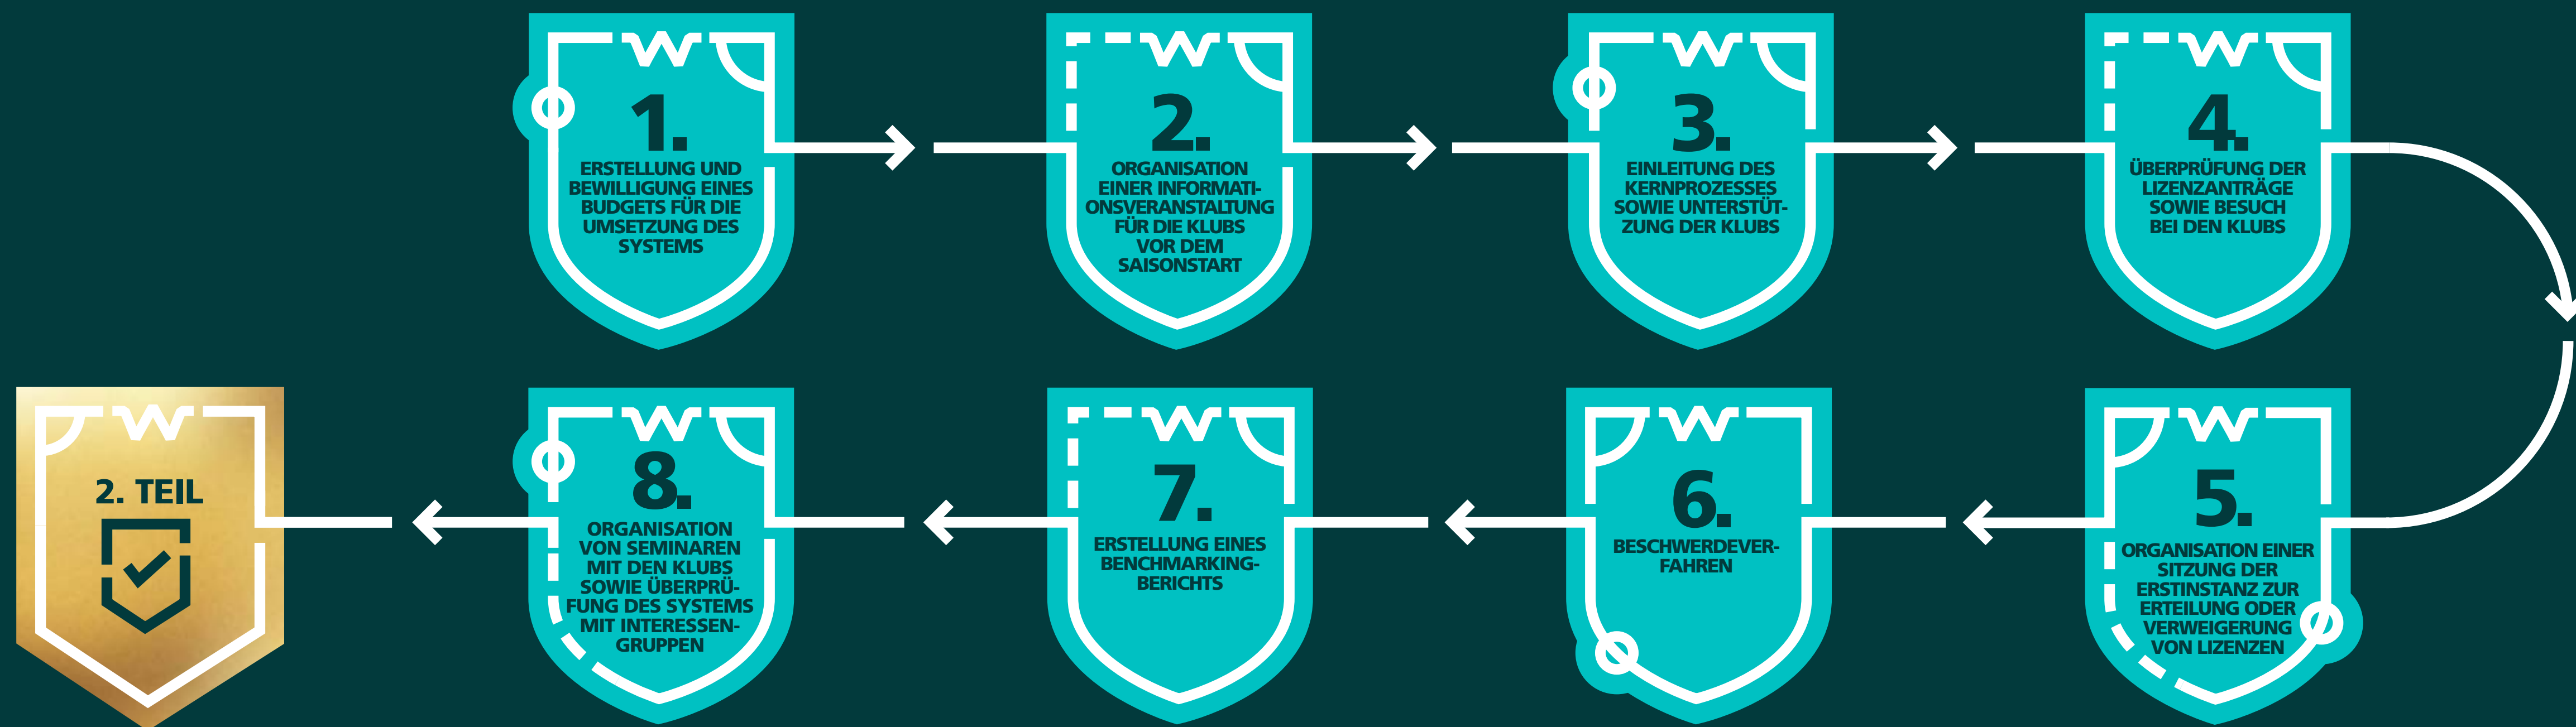 1.
ERSTELLUNG UND
BEWILLIGUNG EINES
BUDGETS FÜR DIE
UMSETZUNG DES
SYSTEMS
2.
ORGANISATION
EINER INFORMATI-
ONSVERANSTALTUNG
FÜR DIE KLUBS
VOR DEM
SAISONSTART
3.
EINLEITUNG DES
KERNPROZESSES
SOWIE UNTERSTÜT-
ZUNG DER KLUBS
4.
ÜBERPRÜFUNG DER
LIZENZANTRÄGE
SOWIE BESUCH
BEI DEN KLUBS
5.
ORGANISATION EINER
SITZUNG DER
ERSTINSTANZ ZUR
ERTEILUNG ODER
VERWEIGERUNG
VON LIZENZEN
6.
BESCHWERDEVER-
FAHREN
7.
ERSTELLUNG EINES
BENCHMARKING-
BERICHTS
8.
ORGANISATION
VON SEMINAREN
MIT DEN KLUBS
SOWIE ÜBERPRÜ-
FUNG DES SYSTEMS
MIT INTERESSEN-
GRUPPEN
2. TEIL